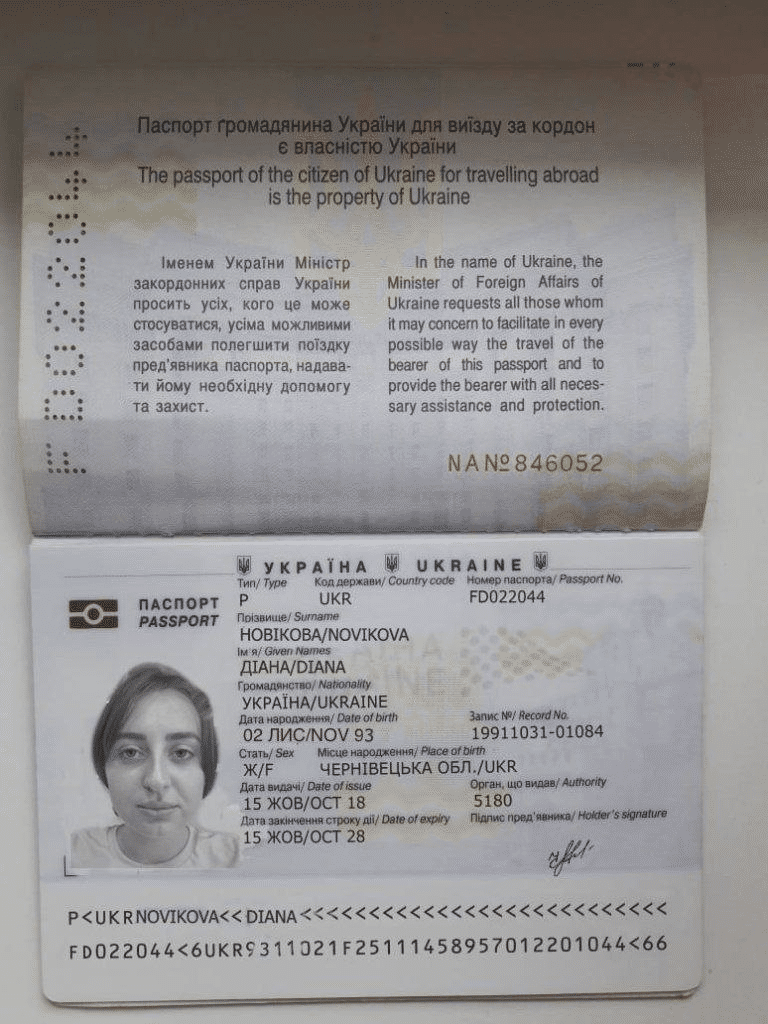 Паспорт громадянина України для виїзду за кордон
є власністю України
The passport of the citizen of Ukraine for travelling abroad
is the property of Ukraine
Іменем України Міністр
закордонних справ України
просить усіх, кого це може
стосуватися, усіма можливими
засобами полегшити поїздку
пред'явника паспорта, надава-
ти йому необхідну допомогу
та захист.
In the name of Ukraine, the
Minister of Foreign Affairs of
Ukraine requests all those whom
it may concern to facilitate in every
possible way the travel of the
bearer of this passport and to
provide the bearer with all neces-
sary assistance and protection.
NA№846052
УКРАЇНА UKRAINE
Тип/ Type Код держави/ Country code Номер паспорта/ Passport No.
P UKR FD022044
ПАСПОРТ
PASSPORT
Прізвище/ Surname
НОВІКОВА/NOVIKOVA
Ім'я/ Given Names
ДІАНА/DIANA
Громадянство/ Nationality
УКРАЇНА/UKRAINE
Дата народження/ Date of birth Запис №/ Record No.
02 ЛИС/NOV 93 19911031-01084
Стать/ Sex Місце народження/ Place of birth
Ж/F ЧЕРНІВЕЦЬКА ОБЛ./UKR
Дата видачі/ Date of issue Орган, що видав/ Authority
15 ЖОВ/OCT 18 5180
Дата закінчення строку дії/ Date of expiry Підпис пред'явника/ Holder's signature
15 ЖОВ/OCT 28
P<UKRNOVIKOVA<<DIANA<<<<<<<<<<<<<<<<<<<<<<<<
FD022044<6UKR9311021F25111458957012201044<66